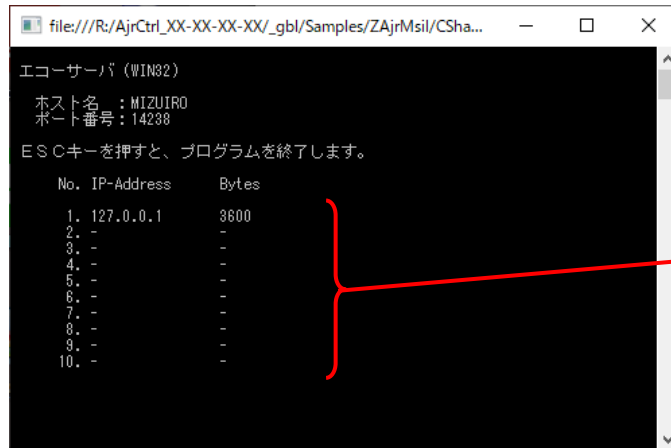 file:///R:/AjrCtrl_XX-XX-XX-XX/_gbl/Samples/ZAjrMsil/CSha...
エコーサーバ (WIN32)
ホスト名 :MIZUIRO
ポート番号:14238
ESCキーを押すと、プログラムを終了します。
No. IP-Address Bytes
1. 127.0.0.1 3600
2. - -
3. - -
4. - -
5. - -
6. - -
7. - -
8. - -
9. - -
10. - -